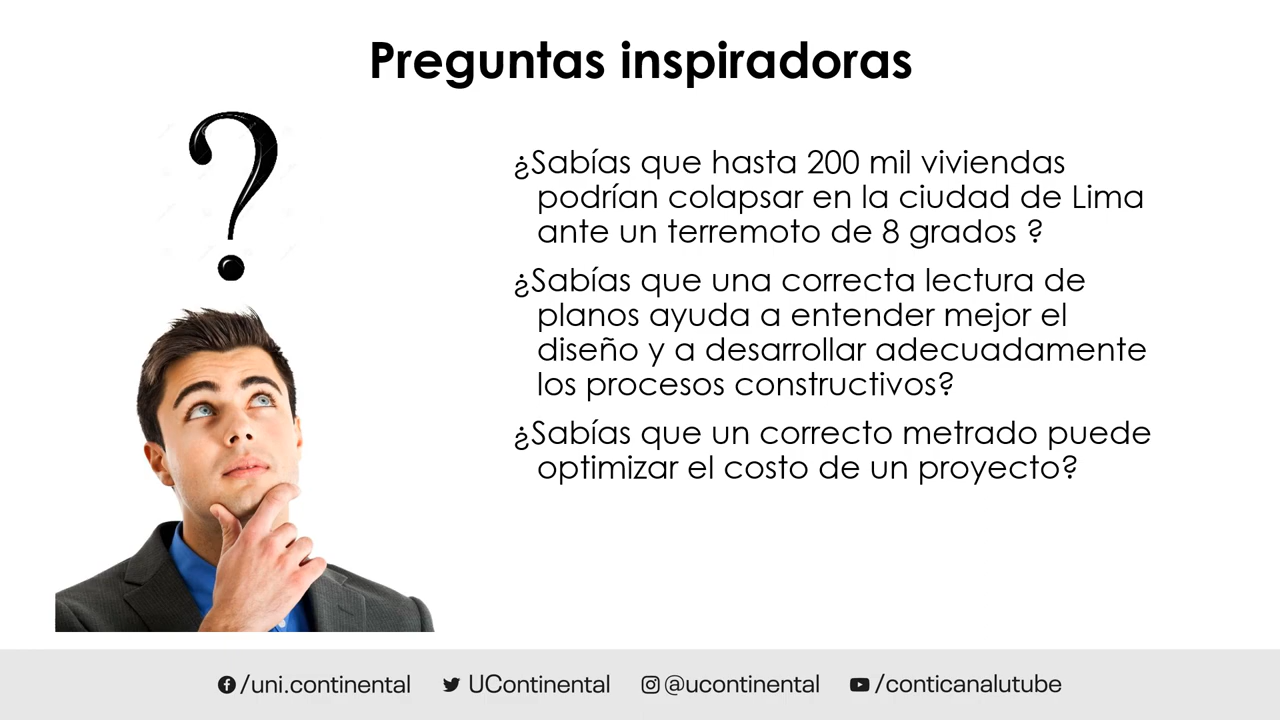 Preguntas inspiradoras
?
¿Sabías que hasta 200 mil viviendas
podrían colapsar en la ciudad de Lima
ante un terremoto de 8 grados ?
¿Sabías que una correcta lectura de
planos ayuda a entender mejor el
diseño y a desarrollar adecuadamente
los procesos constructivos?
¿Sabías que un correcto metrado puede
optimizar el costo de un proyecto?
/uni.continental UContinental @ucontinental /conticanalutube